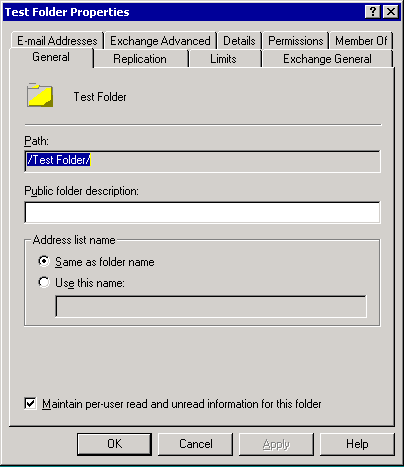 Test Folder Properties
E-mail Addresses Exchange Advanced Details Permissions Member Of
General Replication Limits Exchange General
Test Folder
Path:
/Test Folder/
Public folder description:
Address list name
Same as folder name
Use this name:
Maintain per-user read and unread information for this folder
OK Cancel Apply Help